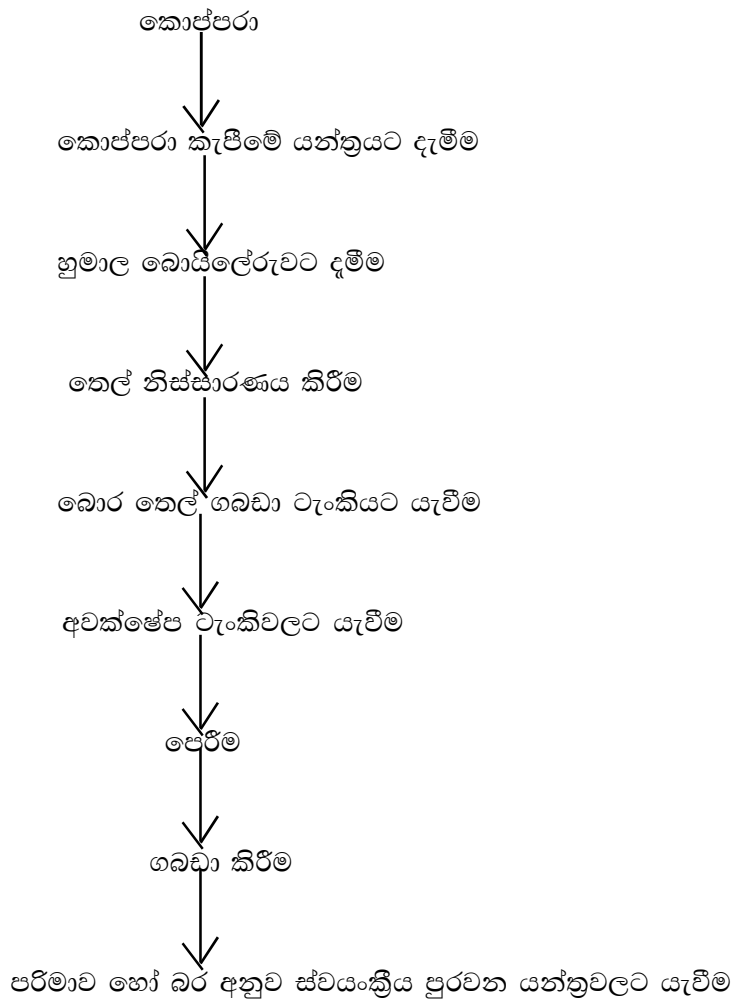 කොප්පරා
කොප්පරා කැපීමේ යන්ත්‍රයට දැමීම
හුමාල බොයිලේරුවට දැමීම
තෙල් නිස්සාරණය කිරීම
බොර තෙල් ගබඩා ටැංකියට යැවීම
අවක්ෂේප ටැංකිවලට යැවීම
පෙරීම
ගබඩා කිරීම
පරිමාව හෝ බර අනුව ස්වයංක්‍රීය පුරවන යන්ත්‍රවලට යැවීම